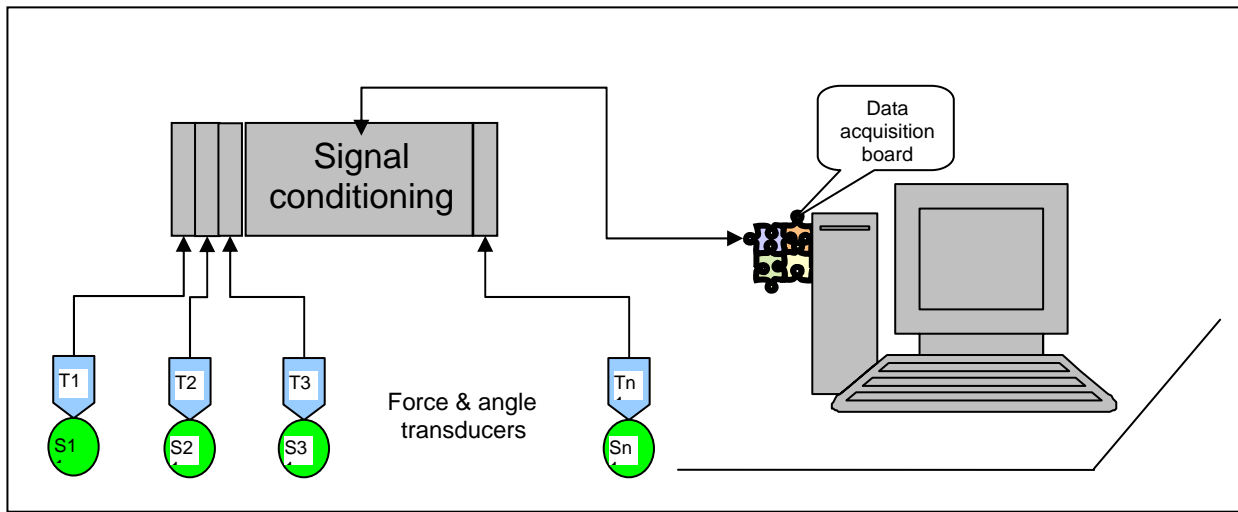 Data
acquisition
board
Signal
conditioning
T1
T2
T3
Tn
Force & angle
transducers
S1
S2
S3
Sn